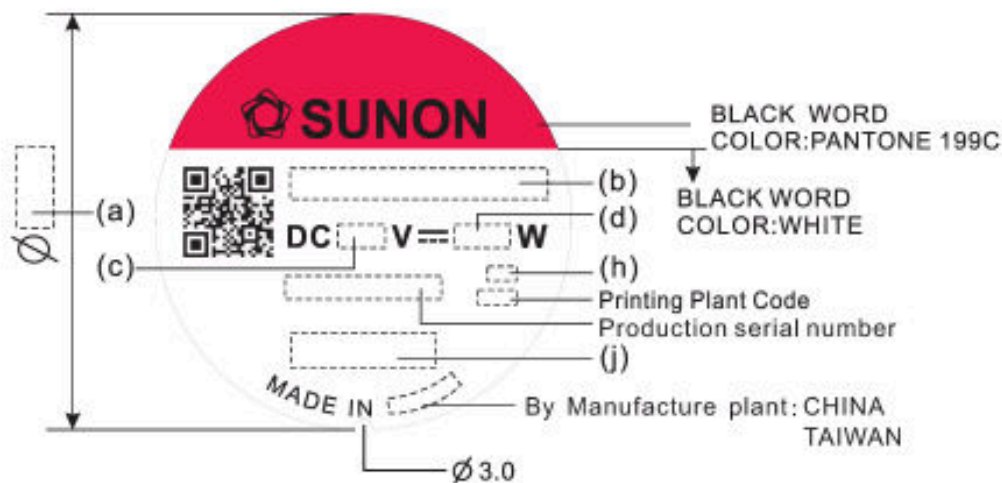 SUNON
BLACK WORD
COLOR:PANTONE 199C
(b)
BLACK WORD
COLOR:WHITE
(a)
Ø
DC V⎓ W
(d)
(c)
(h)
Printing Plant Code
Production serial number
(j)
MADE IN
By Manufacture plant: CHINA
TAIWAN
Ø 3.0